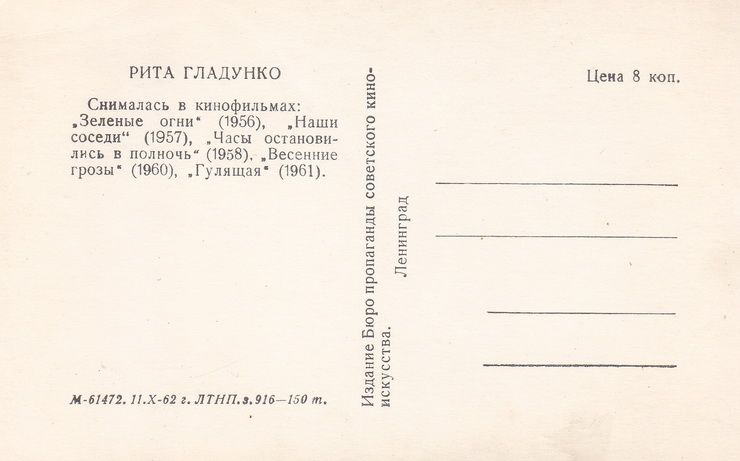 РИТА ГЛАДУНКО
Снималась в кинофильмах:
„Зеленые огни“ (1956), „Наши
соседи“ (1957), „Часы останови-
лись в полночь“ (1958), „Весенние
грозы“ (1960), „Гулящая“ (1961).
М-61472. 11.X-62 г. ЛТНП.з.916—150 т.
Издание Бюро пропаганды советского кино-
искусства.
Ленинград
Цена 8 коп.